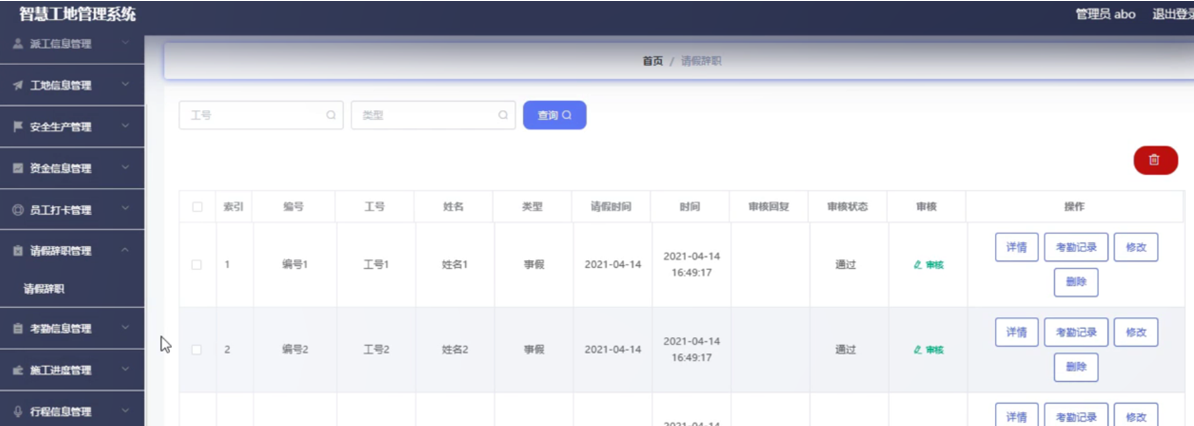 智慧工地管理系统
管理员 abo 退出登录
派工信息管理
工地信息管理
安全生产管理
资金信息管理
员工打卡管理
请假辞职管理
请假辞职
考勤信息管理
施工进度管理
行程信息管理
首页 / 请假辞职
工号 类型 查询
索引 编号 工号 姓名 类型 请假时间 时间 审核回复 审核状态 审核 操作
1 编号1 工号1 姓名1 事假 2021-04-14 2021-04-14 16:49:17 通过 审核 详情 考勤记录 修改
删除
2 编号2 工号2 姓名2 事假 2021-04-14 2021-04-14 16:49:17 通过 审核 详情 考勤记录 修改
删除
2021-04-14 详情 考勤记录 修改